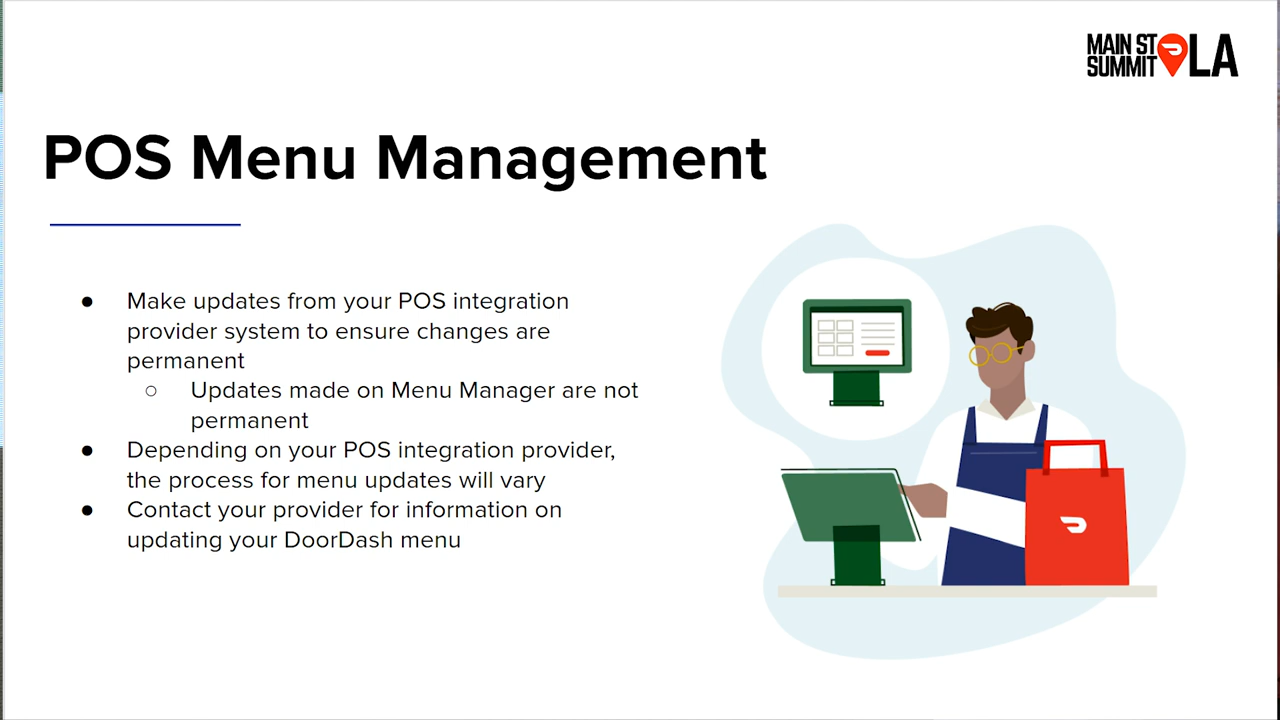 MAIN ST
SUMMIT LA
POS Menu Management
● Make updates from your POS integration
provider system to ensure changes are
permanent
○ Updates made on Menu Manager are not
permanent
● Depending on your POS integration provider,
the process for menu updates will vary
● Contact your provider for information on
updating your DoorDash menu